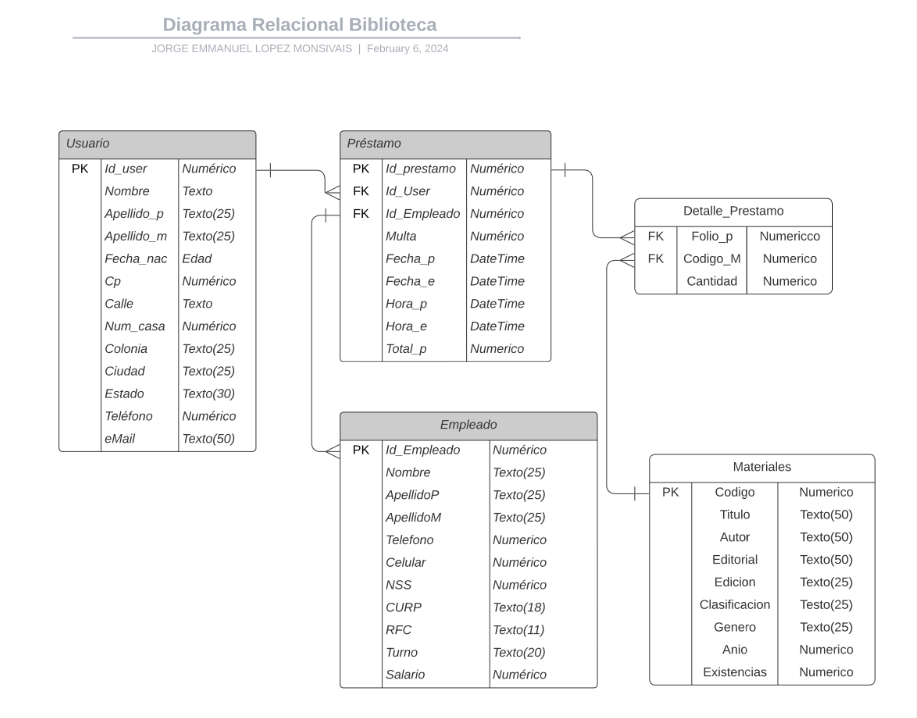 Diagrama Relacional Biblioteca
JORGE EMMANUEL LOPEZ MONSIVAIS | February 6, 2024
Usuario
PK Id_user Numérico
Nombre Texto
Apellido_p Texto(25)
Apellido_m Texto(25)
Fecha_nac Edad
Cp Numérico
Calle Texto
Num_casa Numérico
Colonia Texto(25)
Ciudad Texto(25)
Estado Texto(30)
Teléfono Numérico
eMail Texto(50)
Préstamo
PK Id_prestamo Numérico
FK Id_User Numérico
FK Id_Empleado Numérico
Multa Numérico
Fecha_p DateTime
Fecha_e DateTime
Hora_p DateTime
Hora_e DateTime
Total_p Numerico
Detalle_Prestamo
FK Folio_p Numericco
FK Codigo_M Numerico
Cantidad Numerico
Empleado
PK Id_Empleado Numérico
Nombre Texto(25)
ApellidoP Texto(25)
ApellidoM Texto(25)
Telefono Numerico
Celular Numérico
NSS Numérico
CURP Texto(18)
RFC Texto(11)
Turno Texto(20)
Salario Numérico
Materiales
PK Codigo Numerico
Titulo Texto(50)
Autor Texto(50)
Editorial Texto(50)
Edicion Texto(25)
Clasificacion Testo(25)
Genero Texto(25)
Anio Numerico
Existencias Numerico